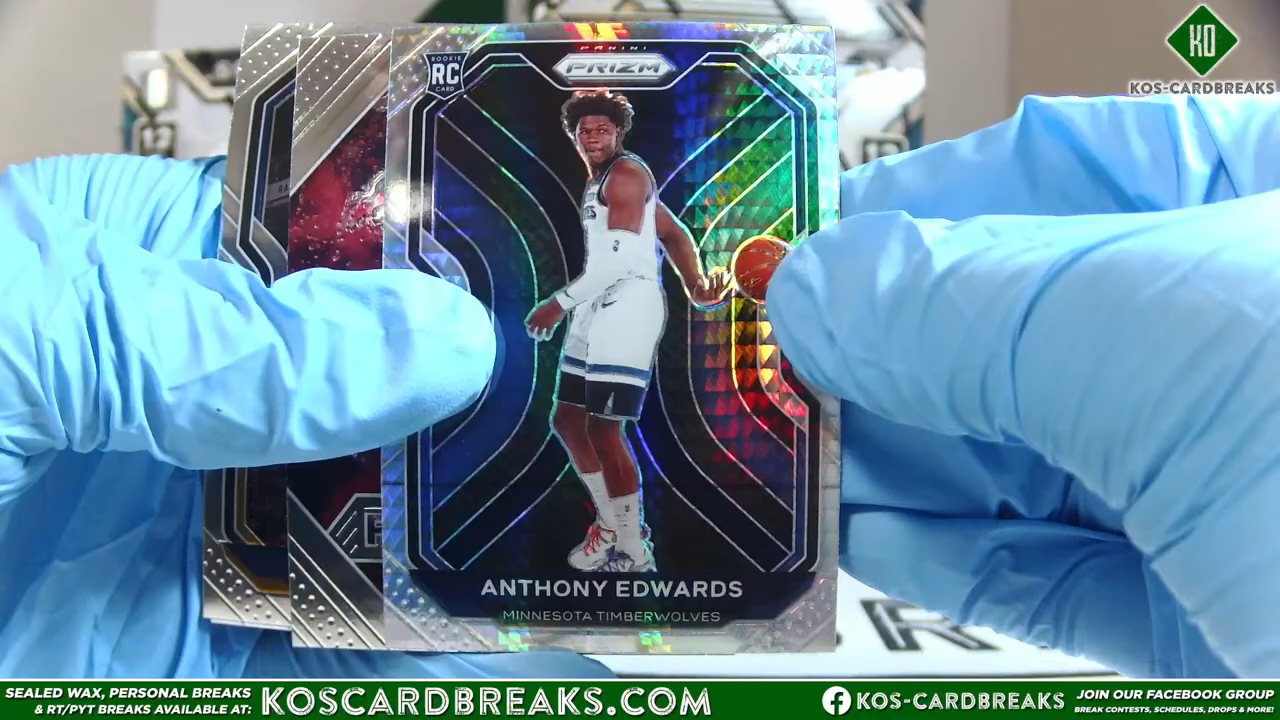 KO
KOS-CARDBREAKS
ROOKIE
RC
CARD
PANINI
PRIZM
ANTHONY EDWARDS
MINNESOTA TIMBERWOLVES
SEALED WAX, PERSONAL BREAKS
& RT/PYT BREAKS AVAILABLE AT:
KOSCARDBREAKS.COM
KOS-CARDBREAKS
JOIN OUR FACEBOOK GROUP
BREAK CONTESTS, SCHEDULES, DROPS & MORE!